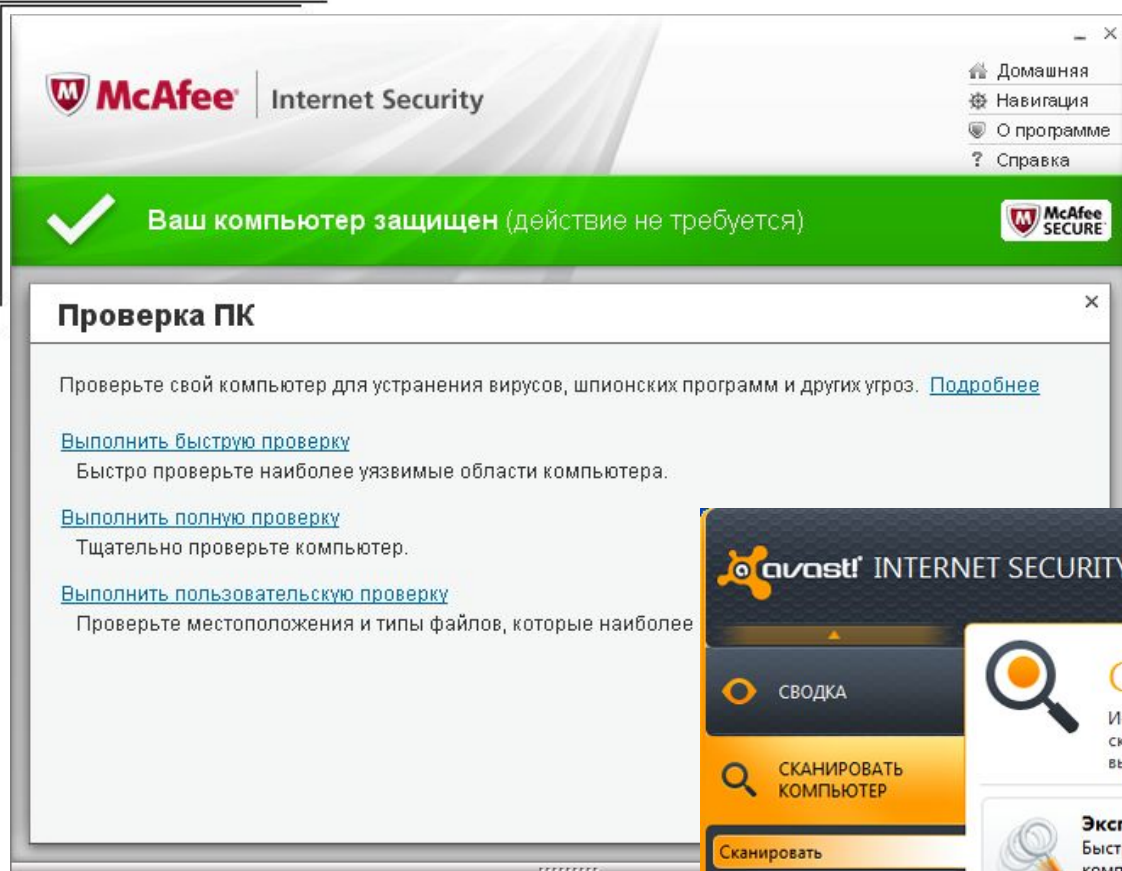 McAfee Internet Security
Домашняя
Навигация
О программе
Справка
Ваш компьютер защищен (действие не требуется)
McAfee
SECURE
Проверка ПК
Проверьте свой компьютер для устранения вирусов, шпионских программ и других угроз. Подробнее
Выполнить быструю проверку
Быстро проверьте наиболее уязвимые области компьютера.
Выполнить полную проверку
Тщательно проверьте компьютер.
Выполнить пользовательскую проверку
Проверьте местоположения и типы файлов, которые наиболее
avast! INTERNET SECURITY
СВОДКА
СКАНИРОВАТЬ
КОМПЬЮТЕР
Сканировать